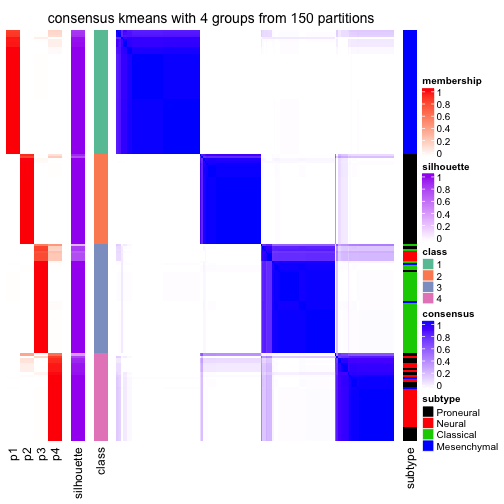 consensus kmeans with 4 groups from 150 partitions
membership
1
0.8
0.6
0.4
0.2
0
silhouette
1
0.8
0.6
0.4
0.2
0
class
1
2
3
4
consensus
1
0.8
0.6
0.4
0.2
0
subtype
Proneural
Neural
Classical
Mesenchymal
p1
p2
p3
p4
silhouette
class
subtype